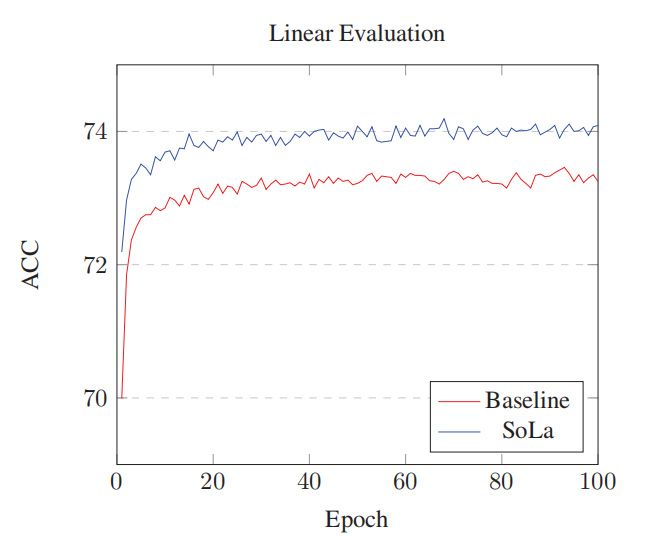 Linear Evaluation
74
72
70
ACC
Baseline
SoLa
0 20 40 60 80 100
Epoch